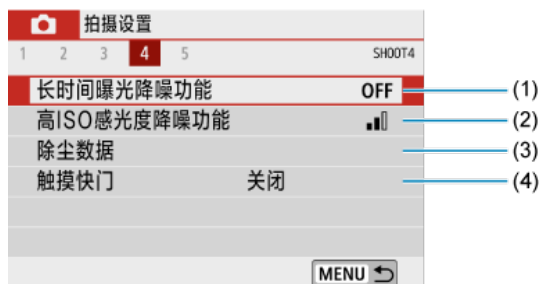 拍摄设置
1 2 3 4 5 SHOOT4
长时间曝光降噪功能 OFF (1)
高ISO感光度降噪功能 (2)
除尘数据 (3)
触摸快门 关闭 (4)
MENU